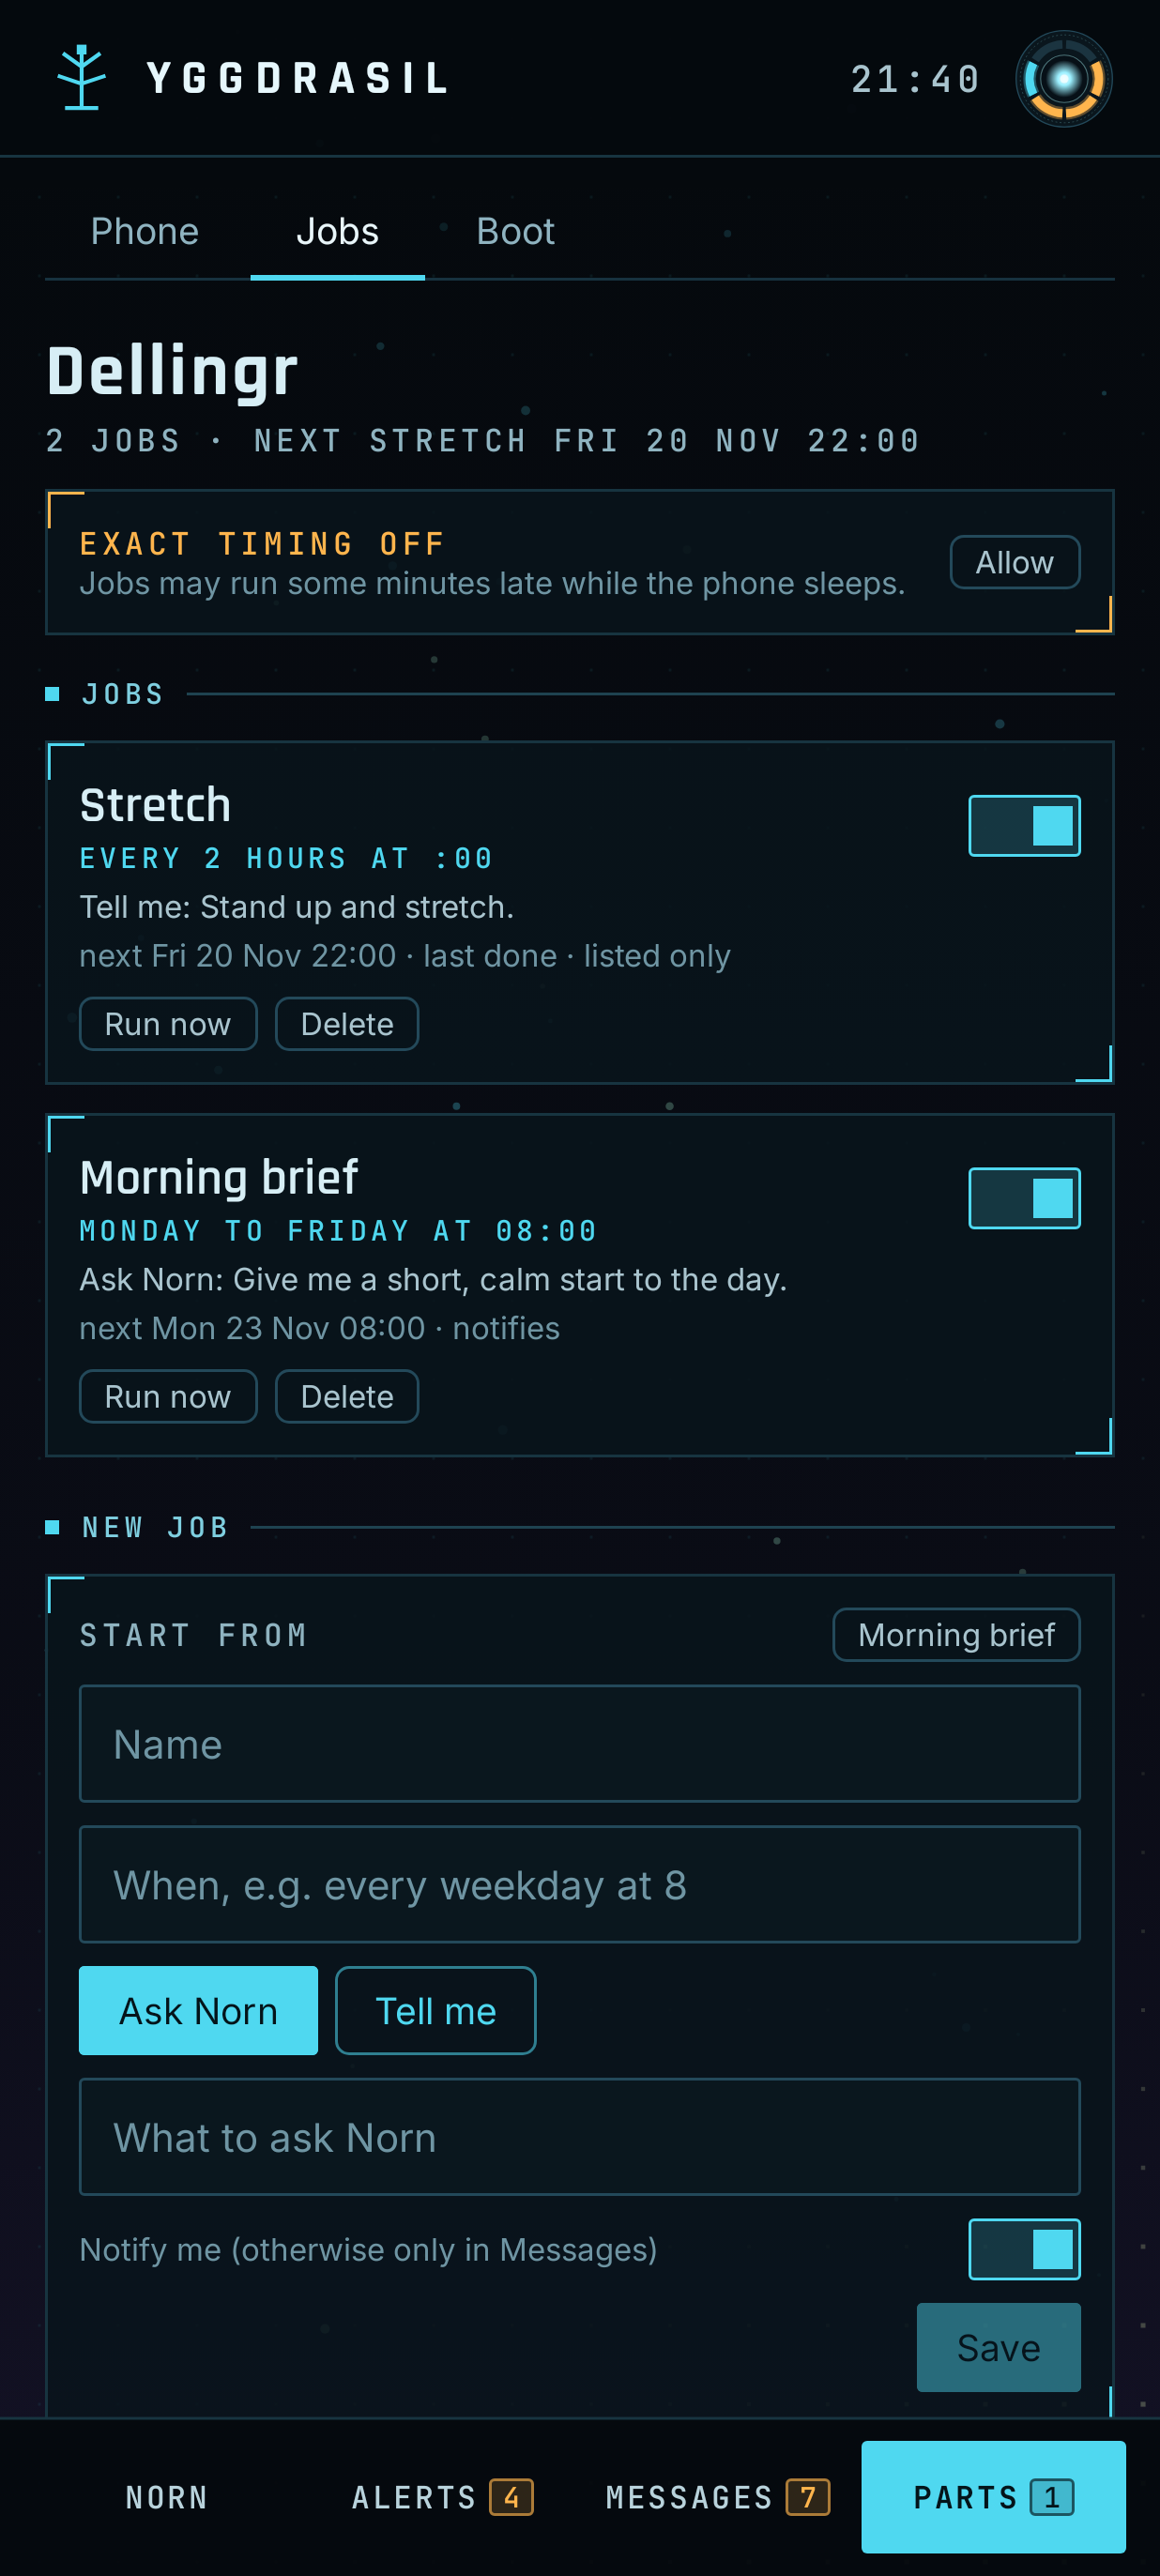 YGGDRASIL
21:40
Phone Jobs Boot
Dellingr
2 JOBS · NEXT STRETCH FRI 20 NOV 22:00
EXACT TIMING OFF
Jobs may run some minutes late while the phone sleeps.
Allow
JOBS
Stretch
EVERY 2 HOURS AT :00
Tell me: Stand up and stretch.
next Fri 20 Nov 22:00 · last done · listed only
Run now Delete
Morning brief
MONDAY TO FRIDAY AT 08:00
Ask Norn: Give me a short, calm start to the day.
next Mon 23 Nov 08:00 · notifies
Run now Delete
NEW JOB
START FROM Morning brief
Name
When, e.g. every weekday at 8
Ask Norn Tell me
What to ask Norn
Notify me (otherwise only in Messages)
Save
NORN ALERTS 4 MESSAGES 7 PARTS 1